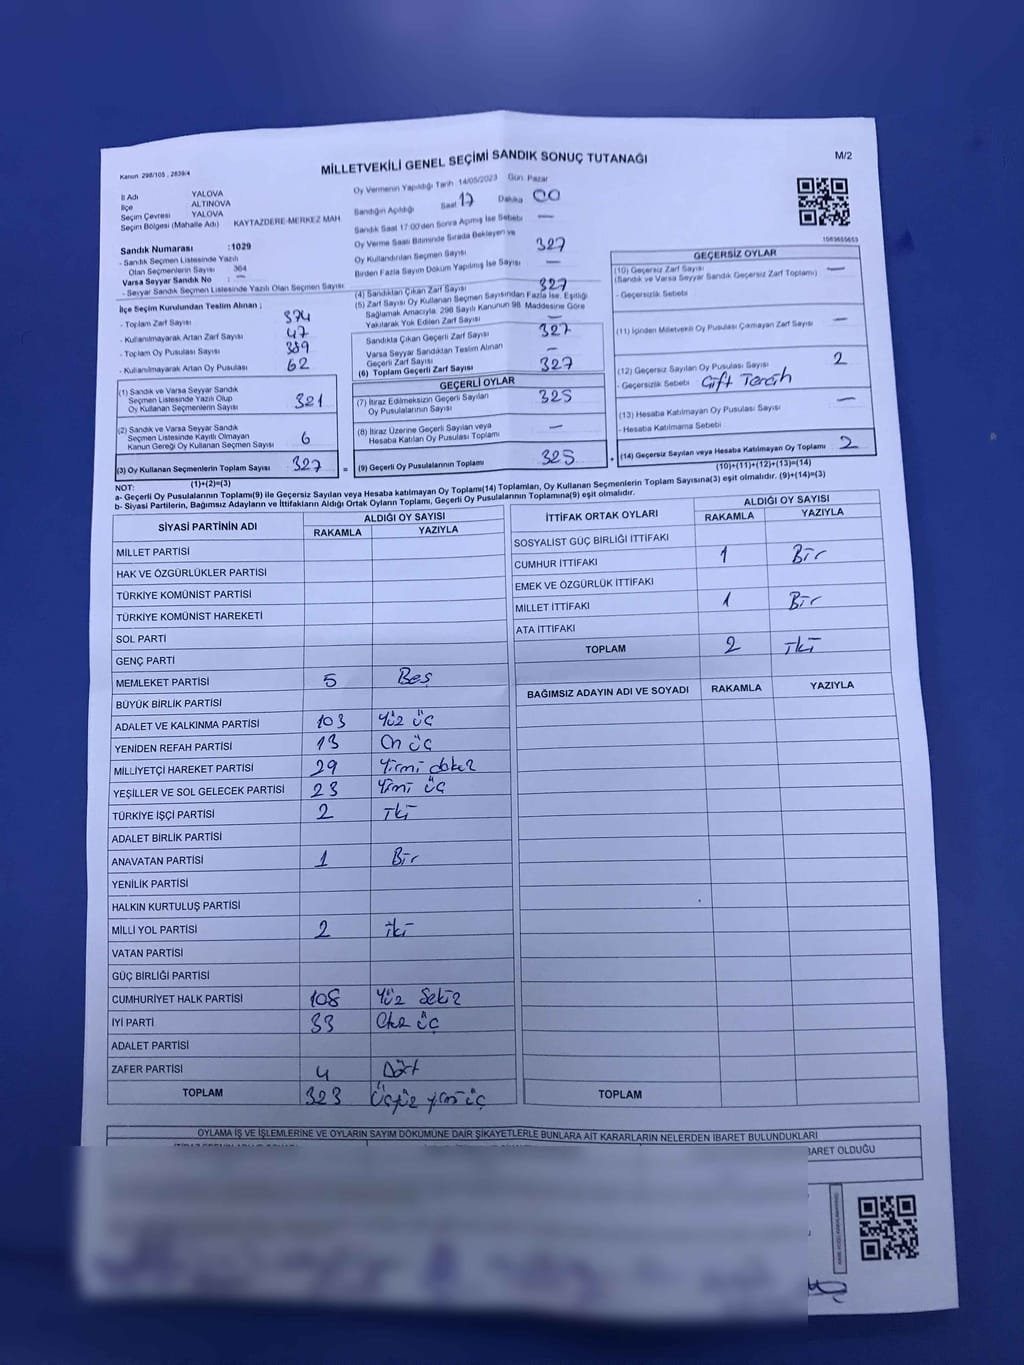 MİLLETVEKİLİ GENEL SEÇİMİ SANDIK SONUÇ TUTANAĞI
M/2
Kanun 298/105 , 2839/4
İl Adı YALOVA
İlçe ALTINOVA
Seçim Çevresi YALOVA
Seçim Bölgesi (Mahalle Adı) KAYTAZDERE-MERKEZ MAH
Sandık Numarası :1029
- Sandık Seçmen Listesinde Yazılı
Olan Seçmenlerin Sayısı 364
Varsa Seyyar Sandık No : —
- Seyyar Sandık Seçmen Listesinde Yazılı Olan Seçmen Sayısı
Oy Vermenin Yapıldığı Tarih 14/05/2023 Gün Pazar
Sandığın Açıldığı Saat 17 Dakika 00
Sandık Saat 17:00'den Sonra Açılmış İse Sebebi —
Oy Verme Saati Bitiminde Sırada Bekleyen ve
Oy Kullandırılan Seçmen Sayısı 327
Birden Fazla Sayım Döküm Yapılmış İse Sayısı —
İlçe Seçim Kurulundan Teslim Alınan ;
- Toplam Zarf Sayısı 374
- Kullanılmayarak Artan Zarf Sayısı 47
- Toplam Oy Pusulası Sayısı 389
- Kullanılmayarak Artan Oy Pusulası 62
(1) Sandık ve Varsa Seyyar Sandık
Seçmen Listesinde Yazılı Olup
Oy Kullanan Seçmenlerin Sayısı 321
(2) Sandık ve Varsa Seyyar Sandık
Seçmen Listesinde Kayıtlı Olmayan
Kanun Gereği Oy Kullanan Seçmen Sayısı 6
(3) Oy Kullanan Seçmenlerin Toplam Sayısı 327
(1)+(2)=(3)
(4) Sandıktan Çıkan Zarf Sayısı 327
(5) Zarf Sayısı Oy Kullanan Seçmen Sayısından Fazla İse, Eşitliği
Sağlamak Amacıyla, 298 Sayılı Kanunun 98. Maddesine Göre
Yakılarak Yok Edilen Zarf Sayısı —
Sandıkta Çıkan Geçerli Zarf Sayısı 327
Varsa Seyyar Sandıktan Teslim Alınan
Geçerli Zarf Sayısı —
(6) Toplam Geçerli Zarf Sayısı 327
GEÇERLİ OYLAR
(7) İtiraz Edilmeksizin Geçerli Sayılan
Oy Pusulalarının Sayısı 325
(8) İtiraz Üzerine Geçerli Sayılan veya
Hesaba Katılan Oy Pusulası Toplamı —
= (9) Geçerli Oy Pusulalarının Toplamı 325
1583655653
GEÇERSİZ OYLAR
(10) Geçersiz Zarf Sayısı —
(Sandık ve Varsa Seyyar Sandık Geçersiz Zarf Toplamı)
- Geçersizlik Sebebi
(11) İçinden Milletvekili Oy Pusulası Çıkmayan Zarf Sayısı —
(12) Geçersiz Sayılan Oy Pusulası Sayısı 2
- Geçersizlik Sebebi Çift Tercih
(13) Hesaba Katılmayan Oy Pusulası Sayısı —
- Hesaba Katılmama Sebebi
+ (14) Geçersiz Sayılan veya Hesaba Katılmayan Oy Toplamı 2
(10)+(11)+(12)+(13)=(14)
NOT:
a- Geçerli Oy Pusulalarının Toplamı(9) ile Geçersiz Sayılan veya Hesaba katılmayan Oy Toplamı(14) Toplamları, Oy Kullanan Seçmenlerin Toplam Sayısına(3) eşit olmalıdır. (9)+(14)=(3)
b- Siyasi Partilerin, Bağımsız Adayların ve İttifakların Aldığı Ortak Oyların Toplamı, Geçerli Oy Pusulalarının Toplamına(9) eşit olmalıdır.
SİYASİ PARTİNİN ADI ALDIĞI OY SAYISI
RAKAMLA YAZIYLA
MİLLET PARTİSİ
HAK VE ÖZGÜRLÜKLER PARTİSİ
TÜRKİYE KOMÜNİST PARTİSİ
TÜRKİYE KOMÜNİST HAREKETİ
SOL PARTİ
GENÇ PARTİ
MEMLEKET PARTİSİ 5 Beş
BÜYÜK BİRLİK PARTİSİ
ADALET VE KALKINMA PARTİSİ 103 Yüz üç
YENİDEN REFAH PARTİSİ 13 On üç
MİLLİYETÇİ HAREKET PARTİSİ 29 Yirmi dokuz
YEŞİLLER VE SOL GELECEK PARTİSİ 23 Yirmi üç
TÜRKİYE İŞÇİ PARTİSİ 2 İki
ADALET BİRLİK PARTİSİ
ANAVATAN PARTİSİ 1 Bir
YENİLİK PARTİSİ
HALKIN KURTULUŞ PARTİSİ
MİLLİ YOL PARTİSİ 2 iki
VATAN PARTİSİ
GÜÇ BİRLİĞİ PARTİSİ
CUMHURİYET HALK PARTİSİ 108 Yüz Sekiz
İYİ PARTİ 33 Otuz üç
ADALET PARTİSİ
ZAFER PARTİSİ 4 Dört
TOPLAM 323 Üçyüz yirmi üç
İTTİFAK ORTAK OYLARI ALDIĞI OY SAYISI
RAKAMLA YAZIYLA
SOSYALİST GÜÇ BİRLİĞİ İTTİFAKI
CUMHUR İTTİFAKI 1 Bir
EMEK VE ÖZGÜRLÜK İTTİFAKI
MİLLET İTTİFAKI 1 Bir
ATA İTTİFAKI
TOPLAM 2 İki
BAĞIMSIZ ADAYIN ADI VE SOYADI RAKAMLA YAZIYLA
TOPLAM
OYLAMA İŞ VE İŞLEMLERİNE VE OYLARIN SAYIM DÖKÜMÜNE DAİR ŞİKAYETLERLE BUNLARA AİT KARARLARIN NELERDEN İBARET BULUNDUKLARI
BARET OLDUĞU